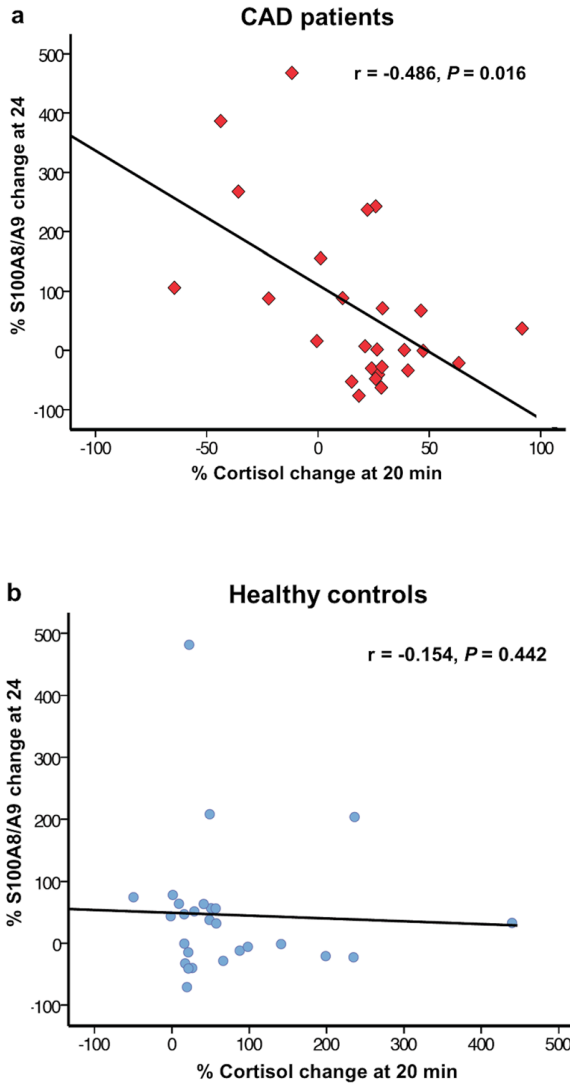 a
CAD patients
r = -0.486, P = 0.016
% S100A8/A9 change at 24
500
400
300
200
100
0
-100
-100 -50 0 50 100
% Cortisol change at 20 min
b
Healthy controls
r = -0.154, P = 0.442
% S100A8/A9 change at 24
500
400
300
200
100
0
-100
-100 0 100 200 300 400 500
% Cortisol change at 20 min